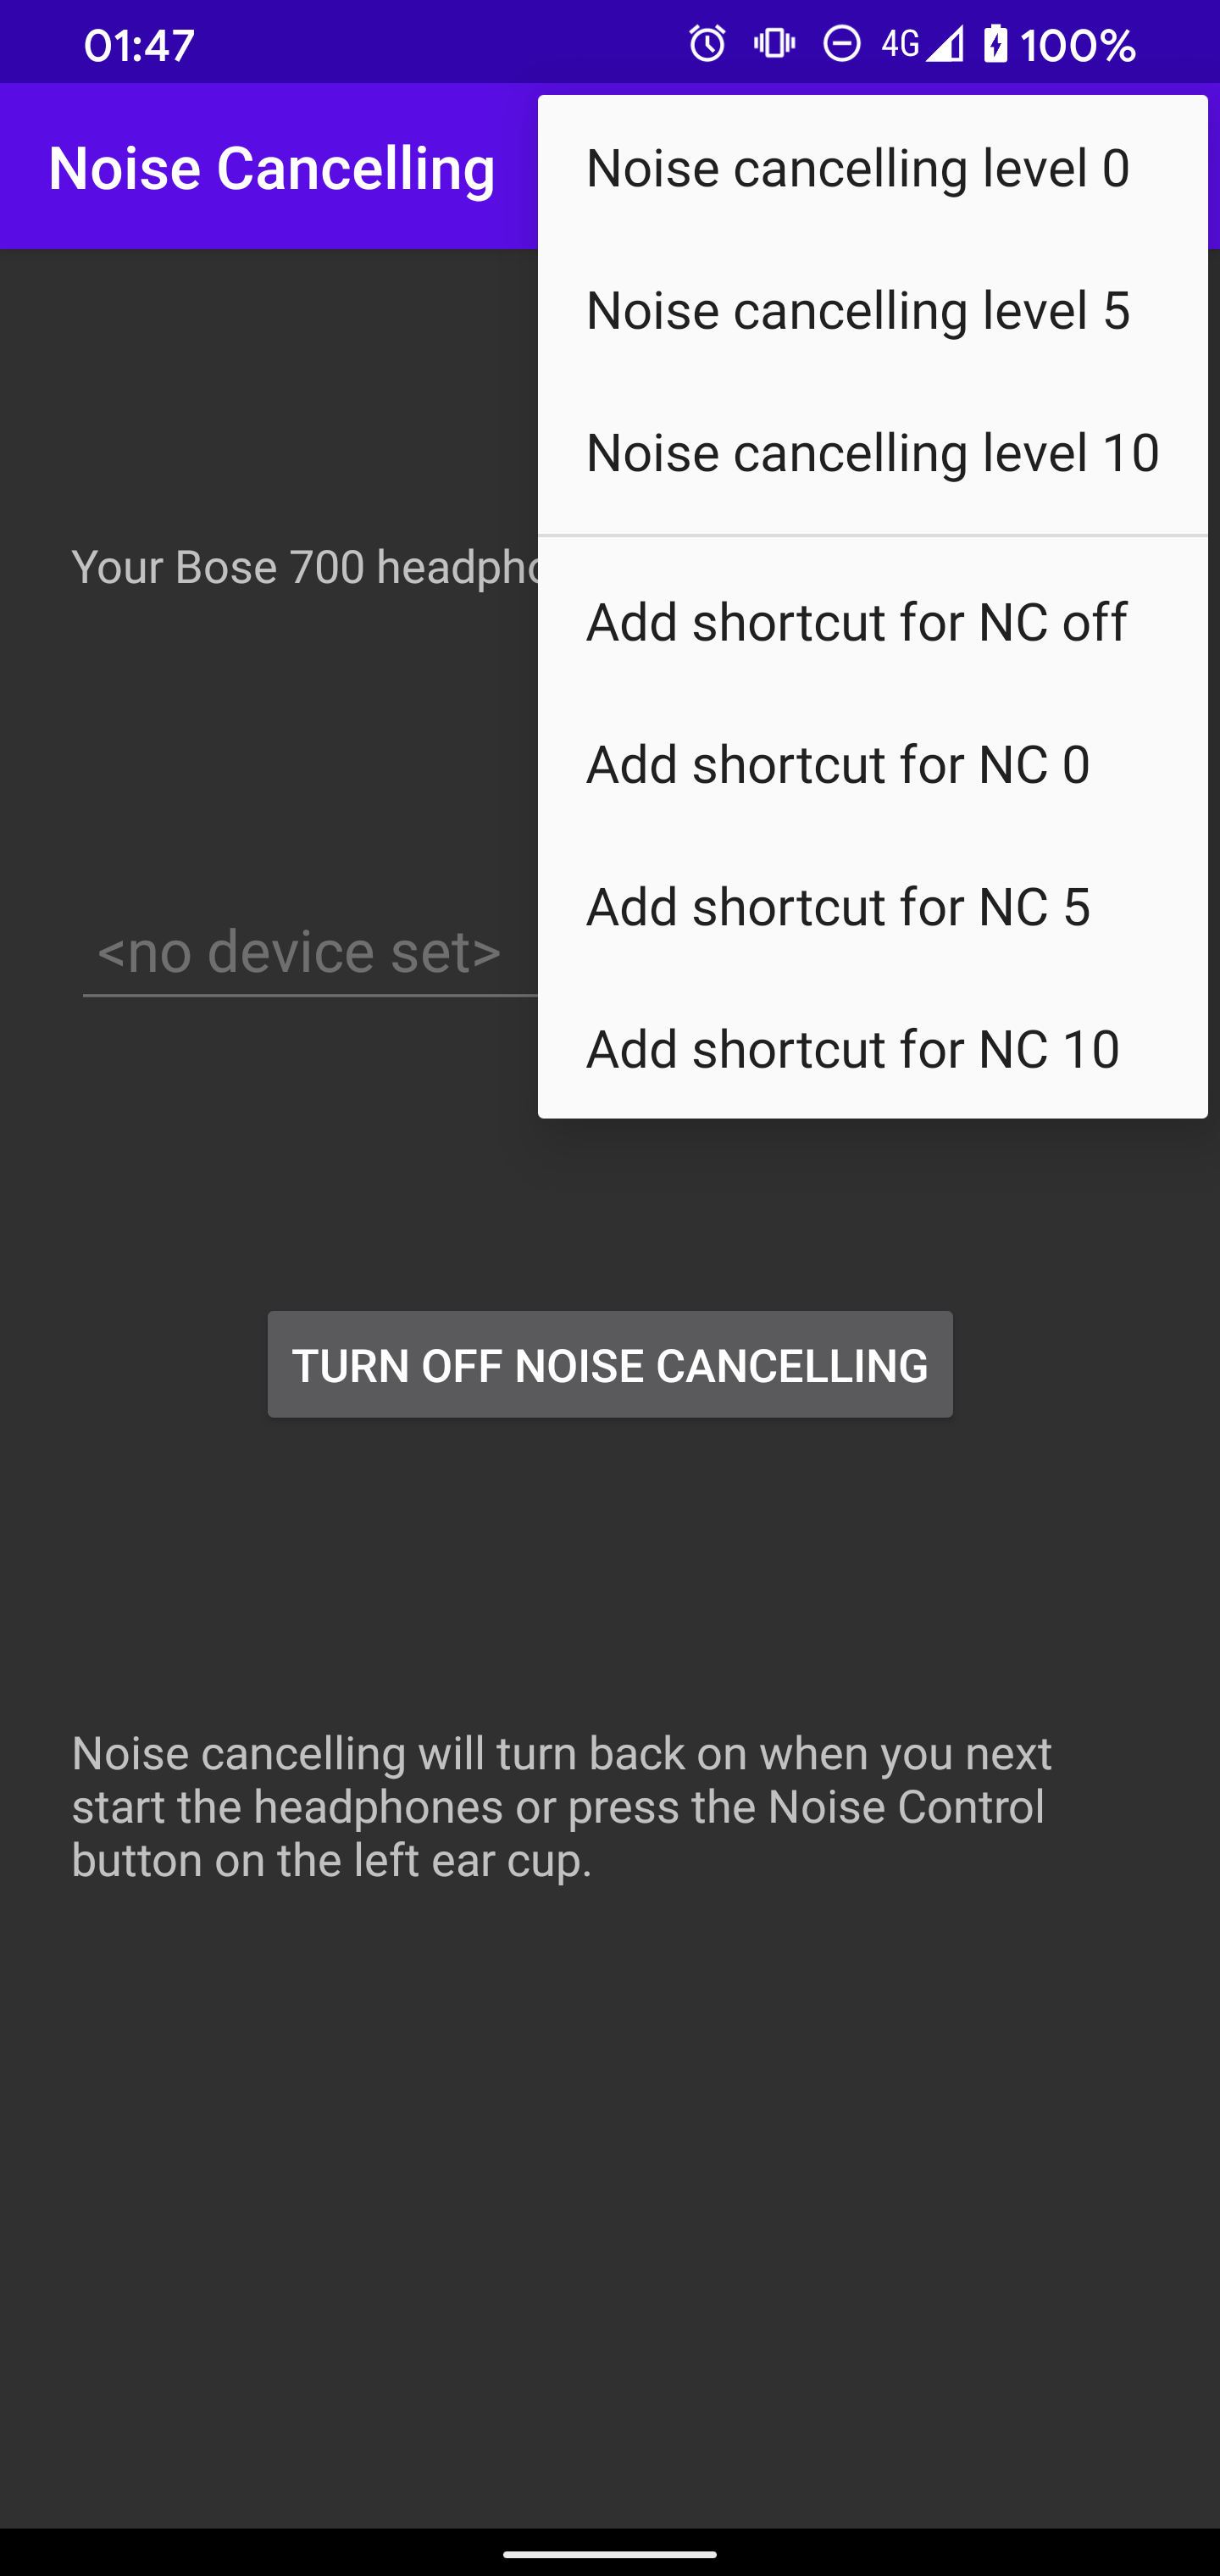 01:47
4G
100%
Noise Cancelling
Noise cancelling level 0
Noise cancelling level 5
Noise cancelling level 10
Add shortcut for NC off
Add shortcut for NC 0
Add shortcut for NC 5
Add shortcut for NC 10
Your Bose 700
<no device set>
TURN OFF NOISE CANCELLING
Noise cancelling will turn back on when you next
start the headphones or press the Noise Control
button on the left ear cup.